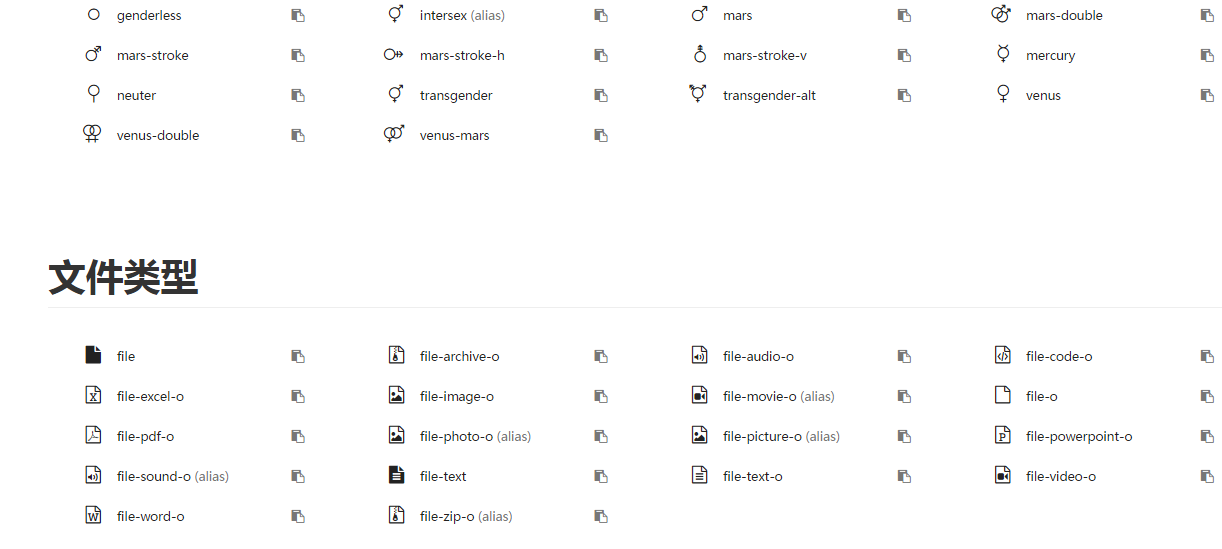 genderless intersex (alias) mars mars-double
mars-stroke mars-stroke-h mars-stroke-v mercury
neuter transgender transgender-alt venus
venus-double venus-mars
文件类型
file file-archive-o file-audio-o file-code-o
file-excel-o file-image-o file-movie-o (alias) file-o
file-pdf-o file-photo-o (alias) file-picture-o (alias) file-powerpoint-o
file-sound-o (alias) file-text file-text-o file-video-o
file-word-o file-zip-o (alias)